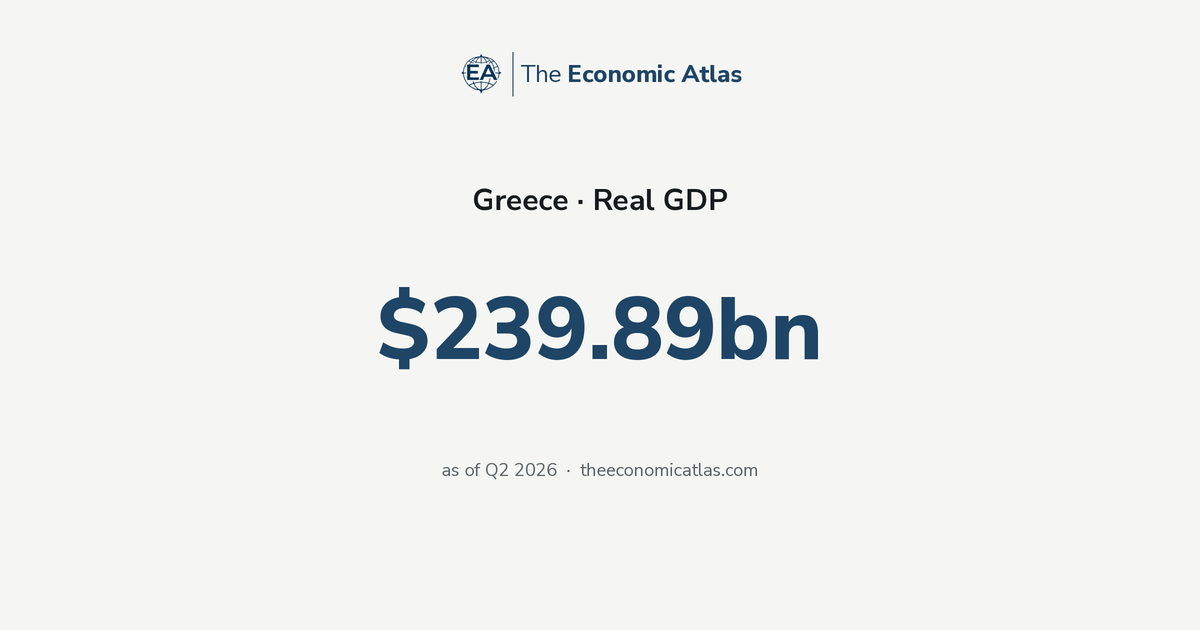 EA The Economic Atlas
Greece · Real GDP
$239.89bn
as of Q2 2026 · theeconomicatlas.com